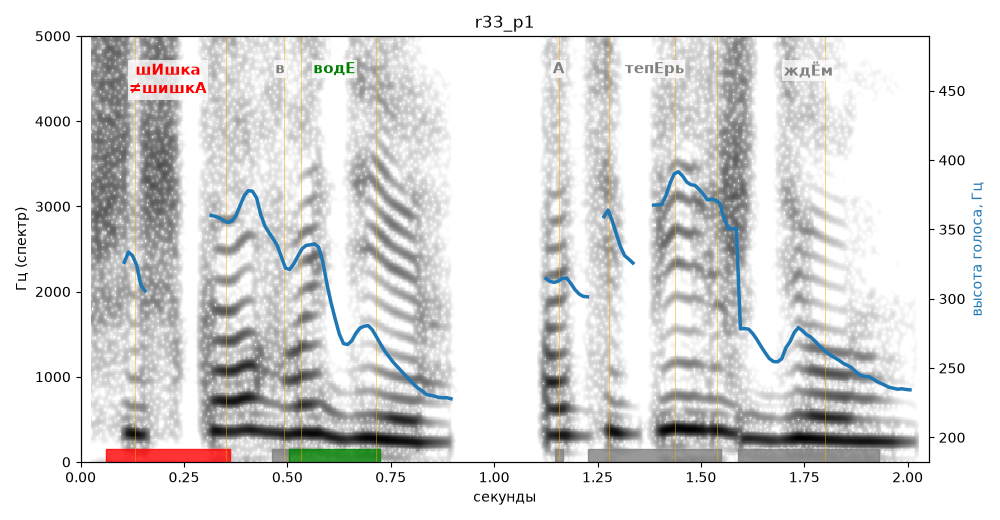 r33_p1
5000
4000
3000
2000
1000
0
Гц (спектр)
шИшка
≠шишкА
в
водЕ
А
тепЕрь
ждЁм
450
400
350
300
250
200
высота голоса, Гц
0.00 0.25 0.50 0.75 1.00 1.25 1.50 1.75 2.00
секунды